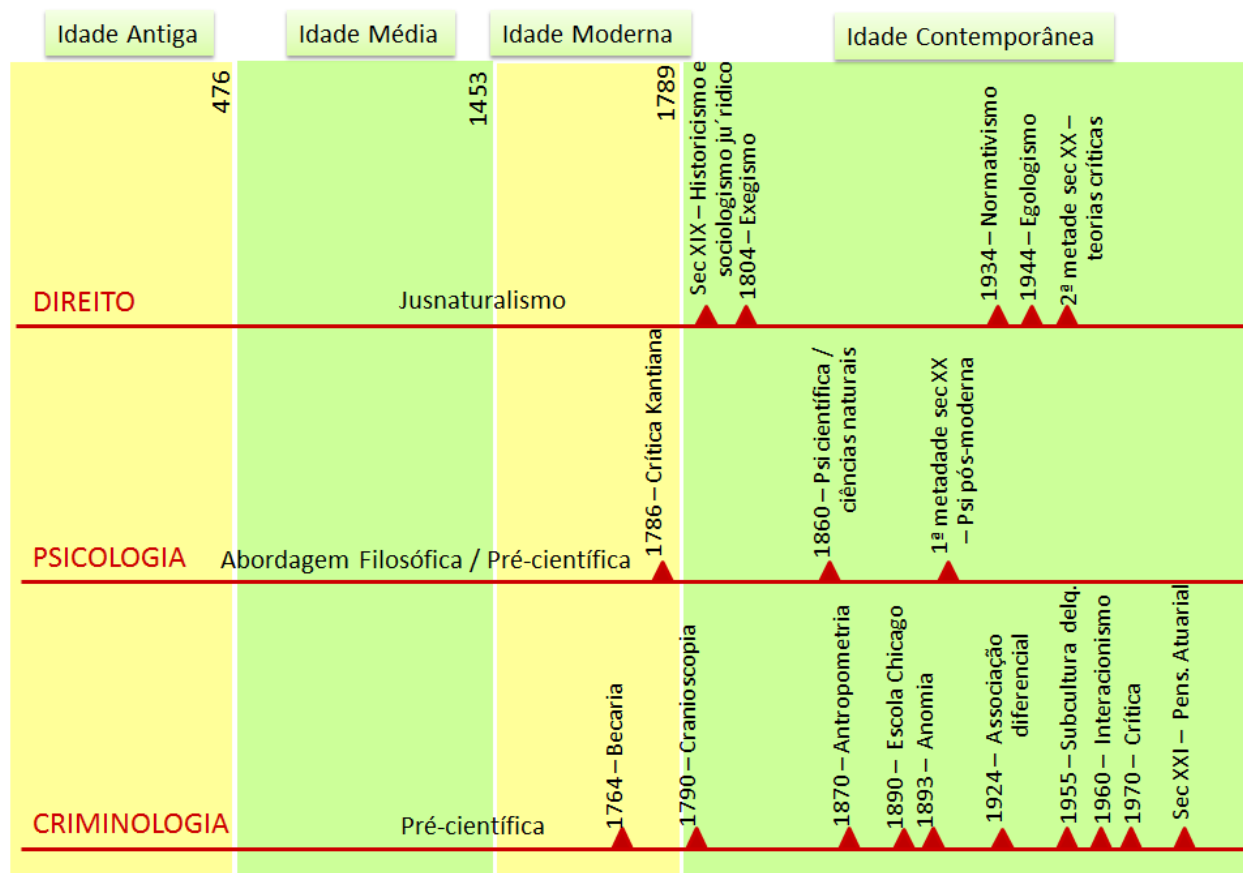 Idade Antiga
Idade Média
Idade Moderna
Idade Contemporânea
476
1453
1789
DIREITO
Jusnaturalismo
Sec XIX – Historicismo e
sociologismo ju´ridico
1804 – Exegismo
1934 – Normativismo
1944 – Egologismo
2ª metade sec XX –
teorias críticas
PSICOLOGIA
Abordagem Filosófica / Pré-científica
1786 – Crítica Kantiana
1860 – Psi científica /
ciências naturais
1ª metadade sec XX
– Psi pós-moderna
CRIMINOLOGIA
Pré-científica
1764 – Becaria
1790 – Cranioscopia
1870 – Antropometria
1890 – Escola Chicago
1893 – Anomia
1924 – Associação
diferencial
1955 – Subcultura delq.
1960 – Interacionismo
1970 – Crítica
Sec XXI – Pens. Atuarial